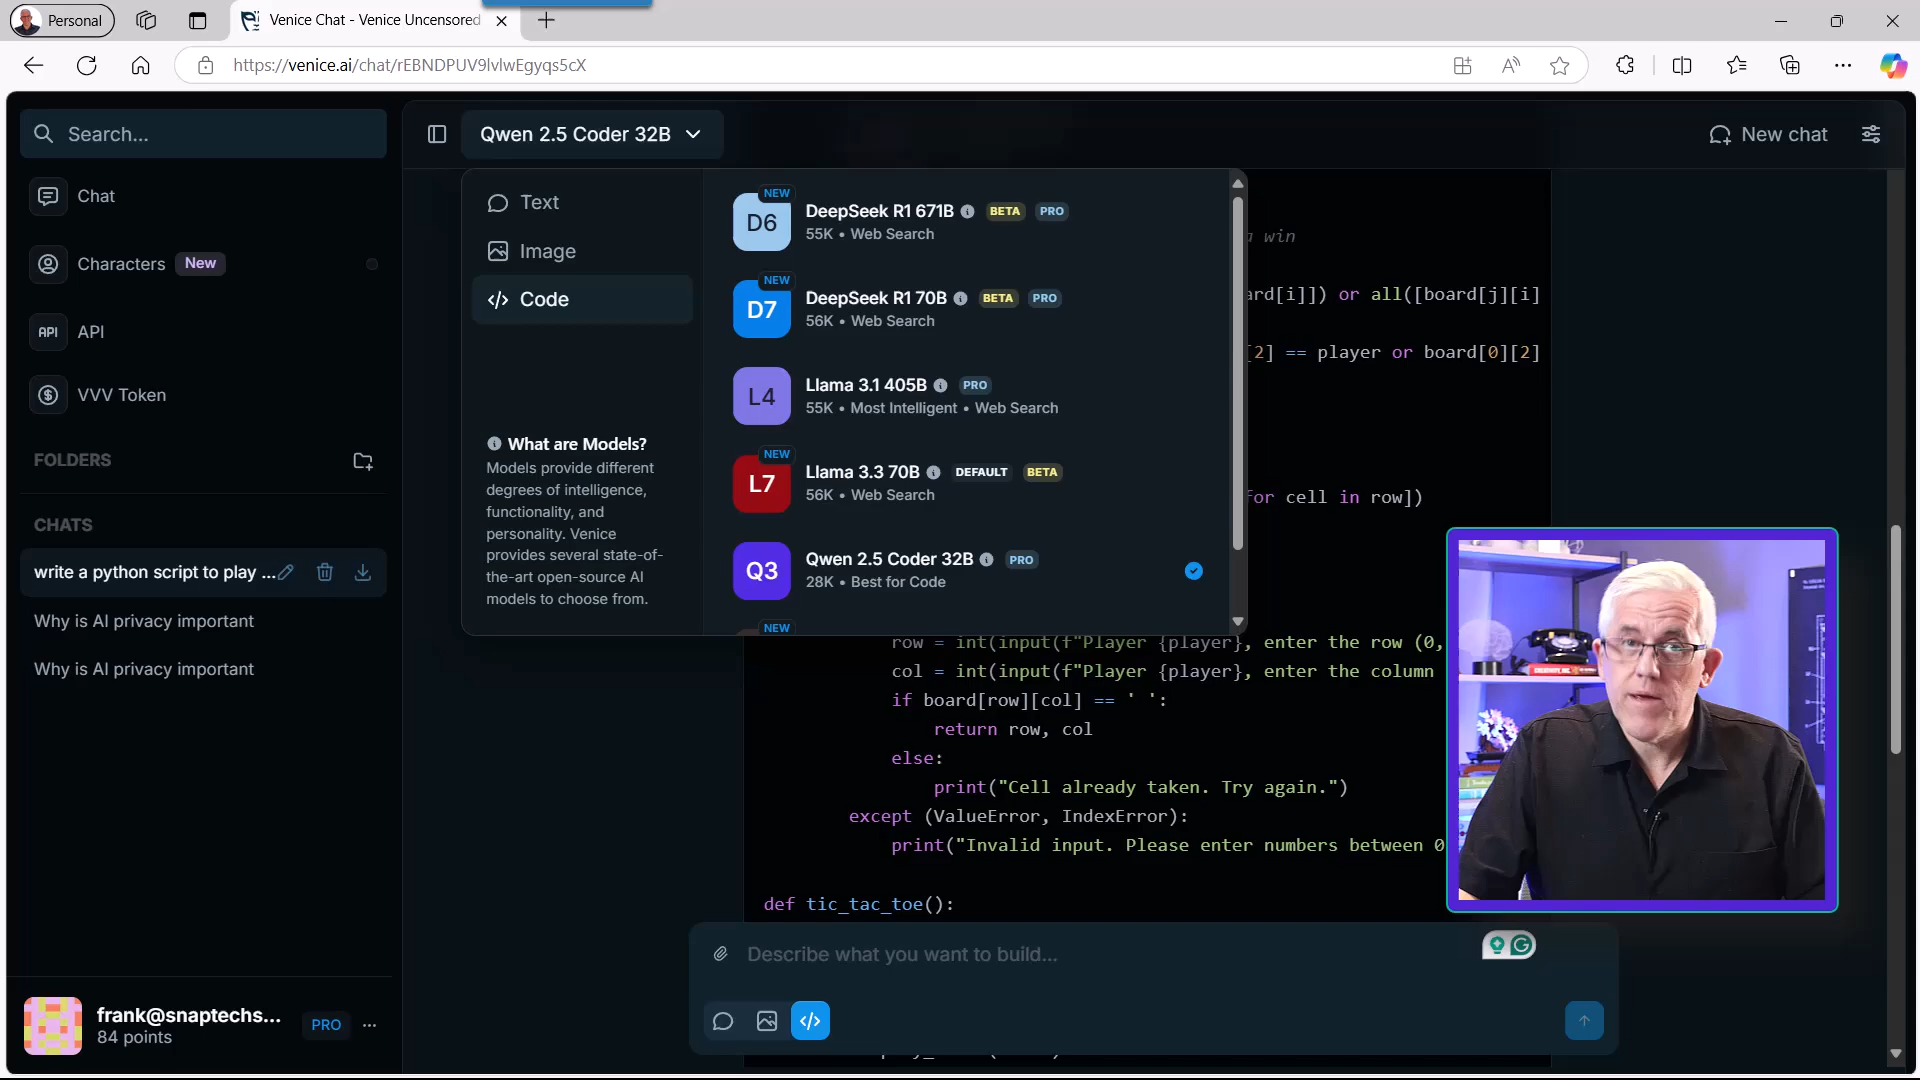 Personal
Venice Chat - Venice Uncensored
https://venice.ai/chat/rEBNDPUV9lvlwEgyqs5cX
Search...
Chat
Characters New
API API
VVV Token
FOLDERS
CHATS
write a python script to play ...
Why is AI privacy important
Why is AI privacy important
frank@snaptechs...
84 points
PRO
Qwen 2.5 Coder 32B
New chat
Text
Image
Code
What are Models?
Models provide different
degrees of intelligence,
functionality, and
personality. Venice
provides several state-of-
the-art open-source AI
models to choose from.
NEW
D6
DeepSeek R1 671B BETA PRO
55K • Web Search
NEW
D7
DeepSeek R1 70B BETA PRO
56K • Web Search
L4
Llama 3.1 405B PRO
55K • Most Intelligent • Web Search
NEW
L7
Llama 3.3 70B DEFAULT BETA
56K • Web Search
Q3
Qwen 2.5 Coder 32B PRO
28K • Best for Code
NEW
win
[i]]) or all([board[j][i]
2] == player or board[0][2]
for cell in row])
row = int(input(f"Player {player}, enter the row (0,
col = int(input(f"Player {player}, enter the column
if board[row][col] == ' ':
return row, col
else:
print("Cell already taken. Try again.")
except (ValueError, IndexError):
print("Invalid input. Please enter numbers between 0
def tic_tac_toe():
Describe what you want to build...